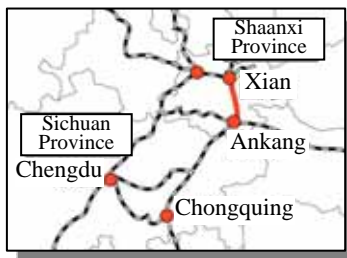 Shaanxi
Province
Xian
Sichuan
Province
Ankang
Chengdu
Chongquing